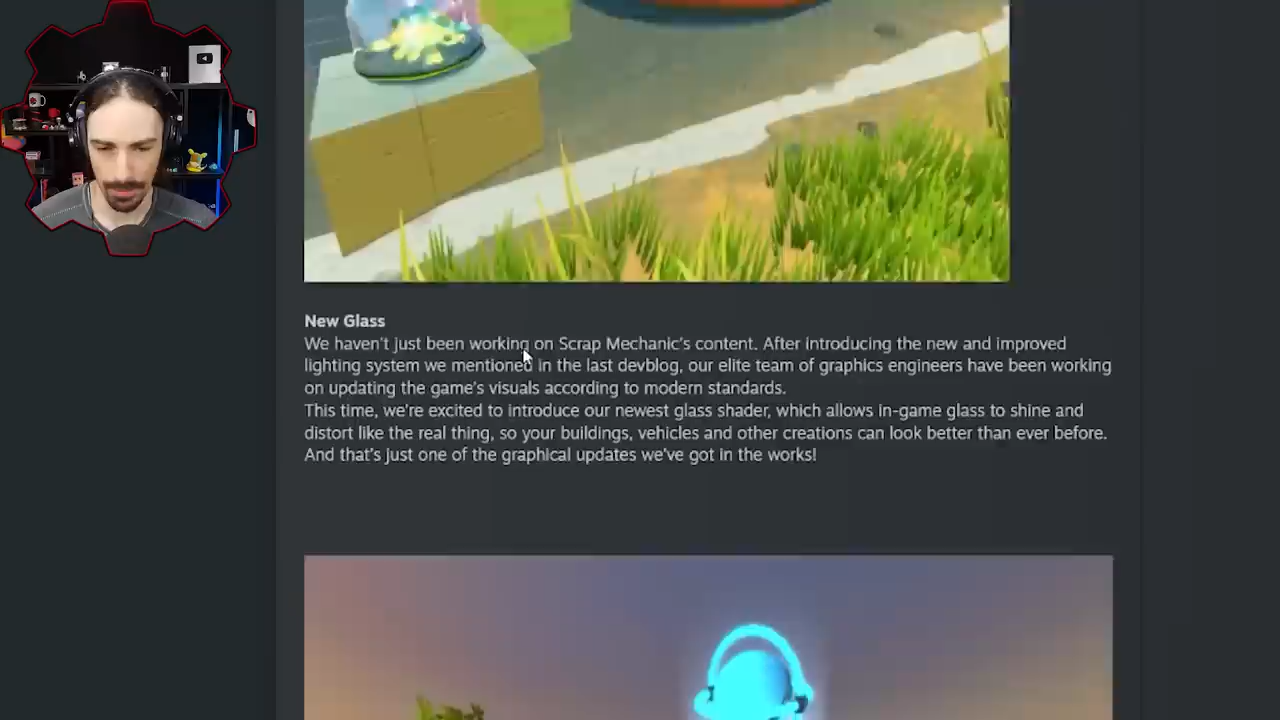 New Glass
We haven't just been working on Scrap Mechanic's content. After introducing the new and improved
lighting system we mentioned in the last devblog, our elite team of graphics engineers have been working
on updating the game's visuals according to modern standards.
This time, we're excited to introduce our newest glass shader, which allows in-game glass to shine and
distort like the real thing, so your buildings, vehicles and other creations can look better than ever before.
And that's just one of the graphical updates we've got in the works!